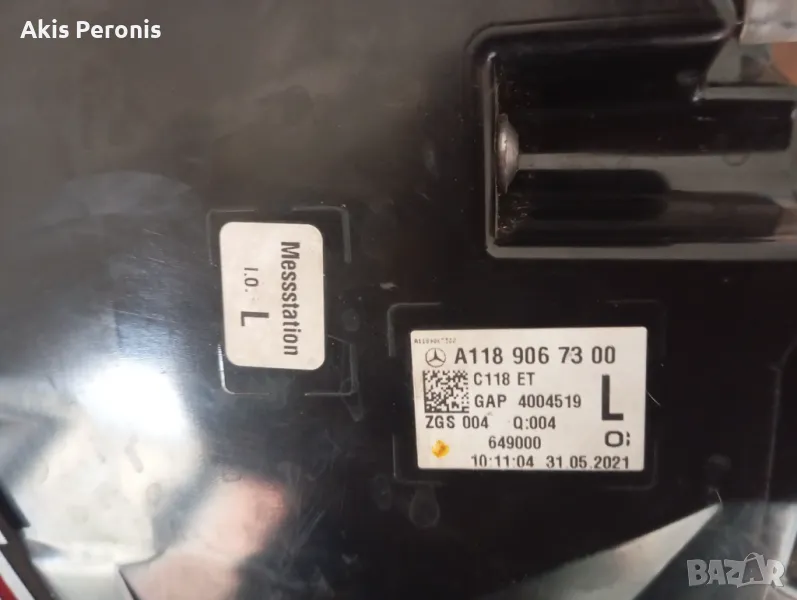 Akis Peronis
Messstation
I.O. L
A118 906 73 00
C118 ET
GAP 4004519
L
ZGS 004 Q:004
649000
10:11:04 31.05.2021
BAZAR